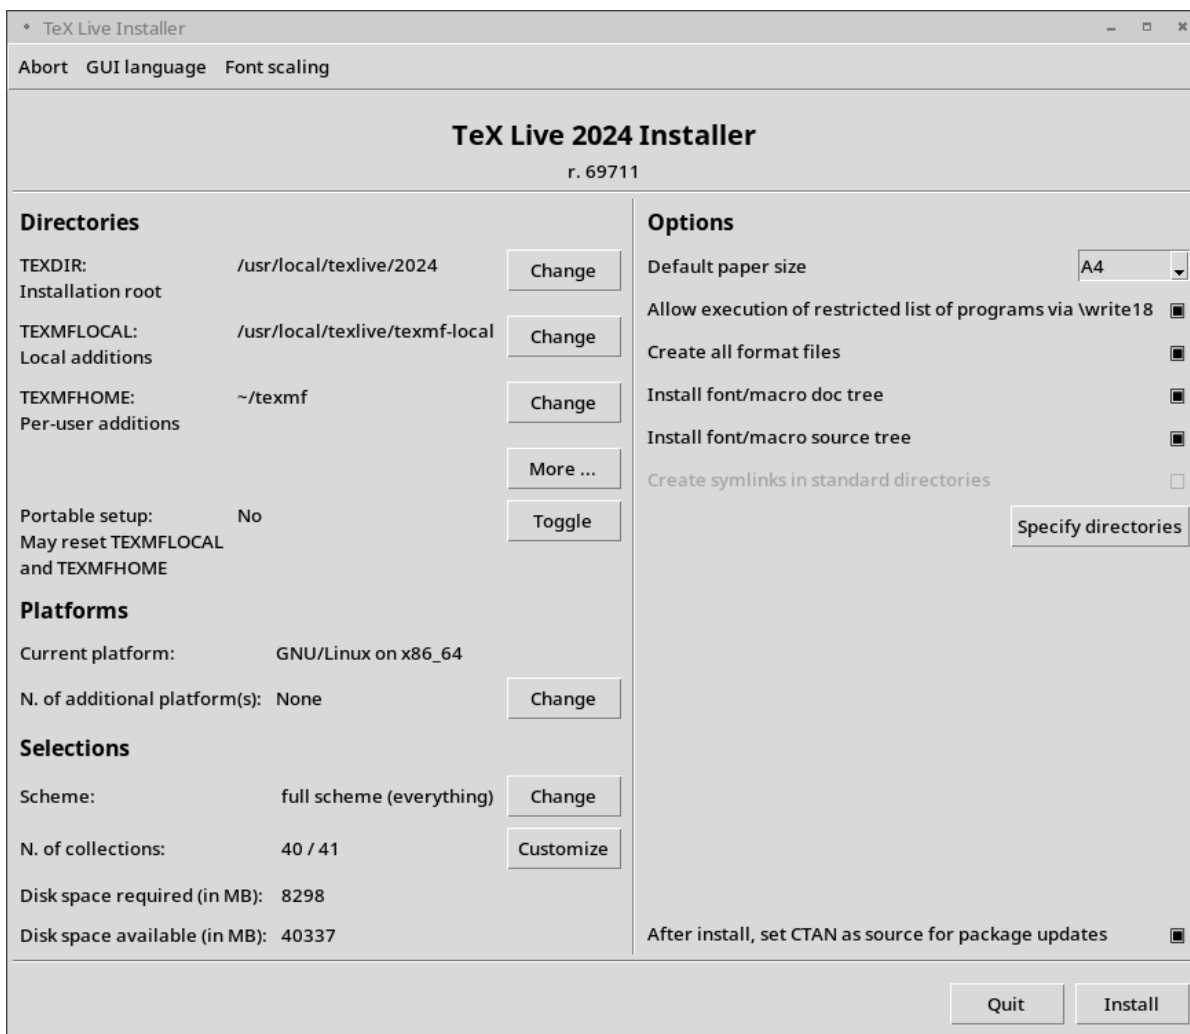 TeX Live Installer
Abort GUI language Font scaling
TeX Live 2024 Installer
r. 69711
Directories
TEXDIR: /usr/local/texlive/2024 Change
Installation root
TEXMFLOCAL: /usr/local/texlive/texmf-local Change
Local additions
TEXMFHOME: ~/texmf Change
Per-user additions
More ...
Portable setup: No Toggle
May reset TEXMFLOCAL
and TEXMFHOME
Platforms
Current platform: GNU/Linux on x86_64
N. of additional platform(s): None Change
Selections
Scheme: full scheme (everything) Change
N. of collections: 40 / 41 Customize
Disk space required (in MB): 8298
Disk space available (in MB): 40337
Options
Default paper size A4
Allow execution of restricted list of programs via \write18
Create all format files
Install font/macro doc tree
Install font/macro source tree
Create symlinks in standard directories
Specify directories
After install, set CTAN as source for package updates
Quit Install